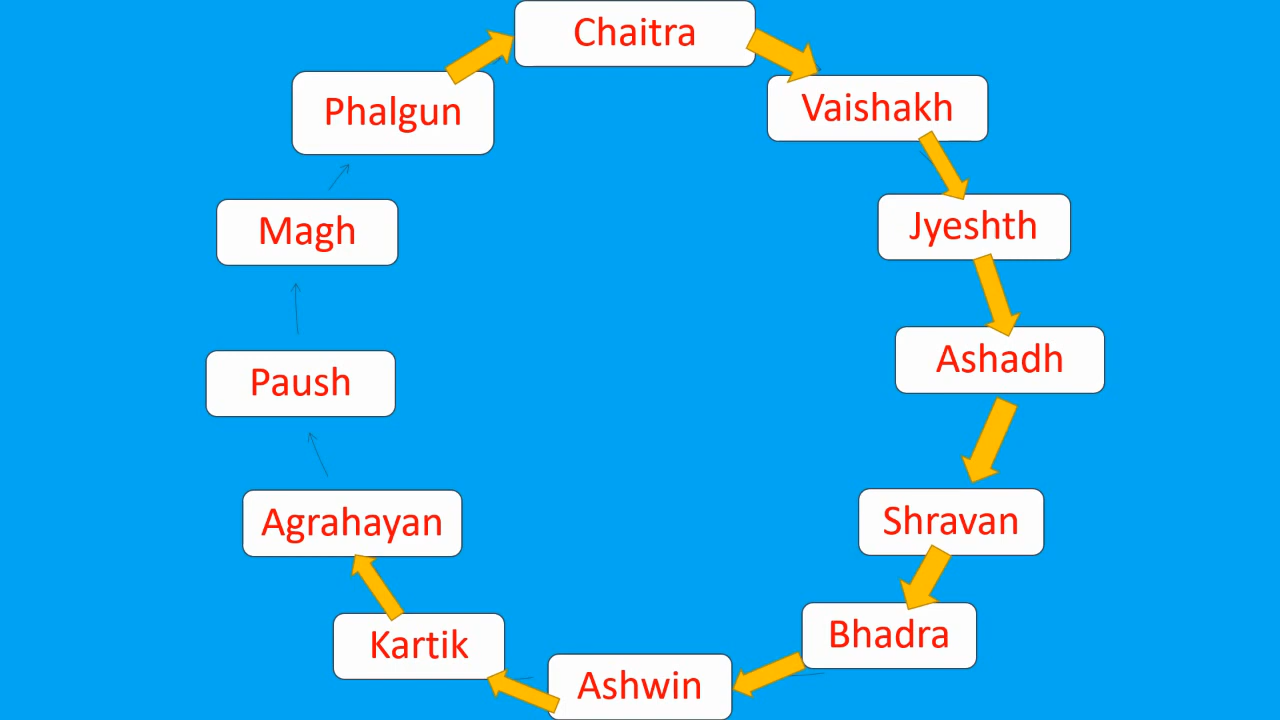 Chaitra
Vaishakh
Jyeshth
Ashadh
Shravan
Bhadra
Ashwin
Kartik
Agrahayan
Paush
Magh
Phalgun